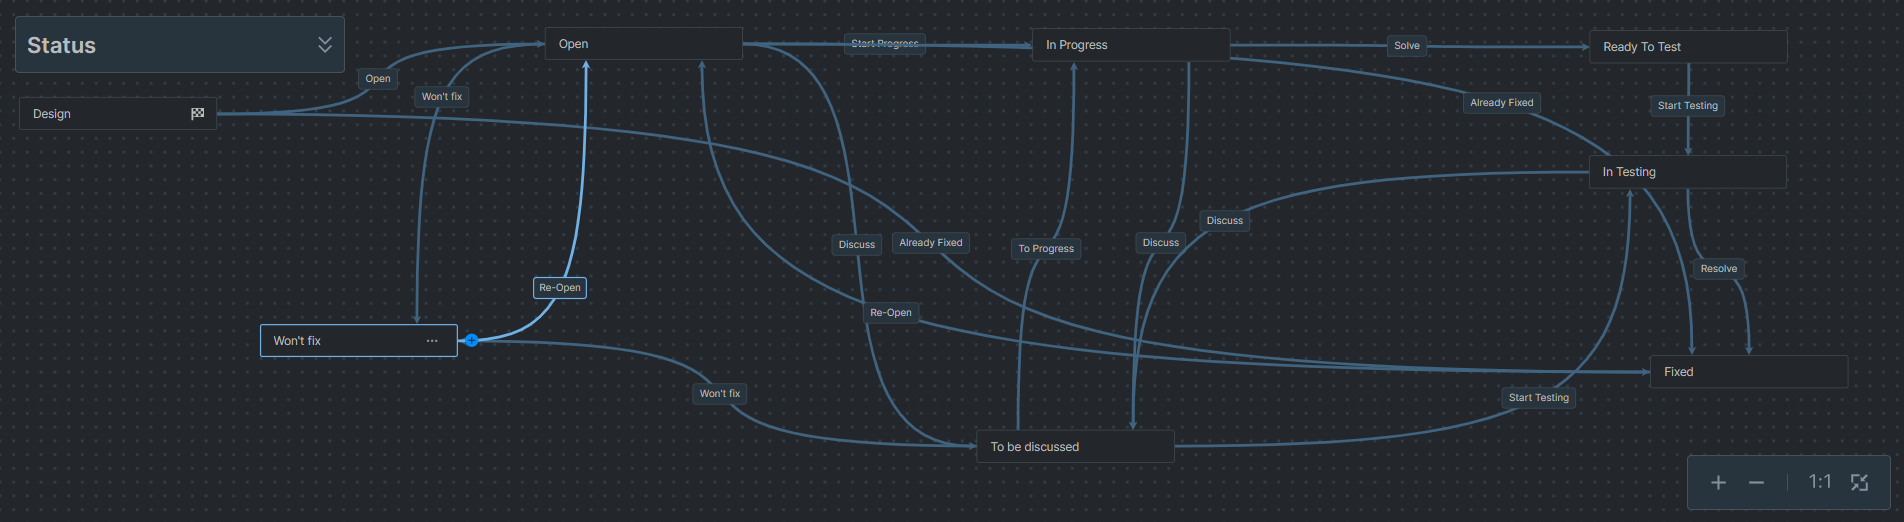 Status
Open
Start Progress
In Progress
Solve
Ready To Test
Open
Won't fix
Already Fixed
Start Testing
Design
In Testing
Discuss
Discuss
Already Fixed
To Progress
Discuss
Resolve
Re-Open
Re-Open
Won't fix
Fixed
Won't fix
Start Testing
To be discussed
1:1